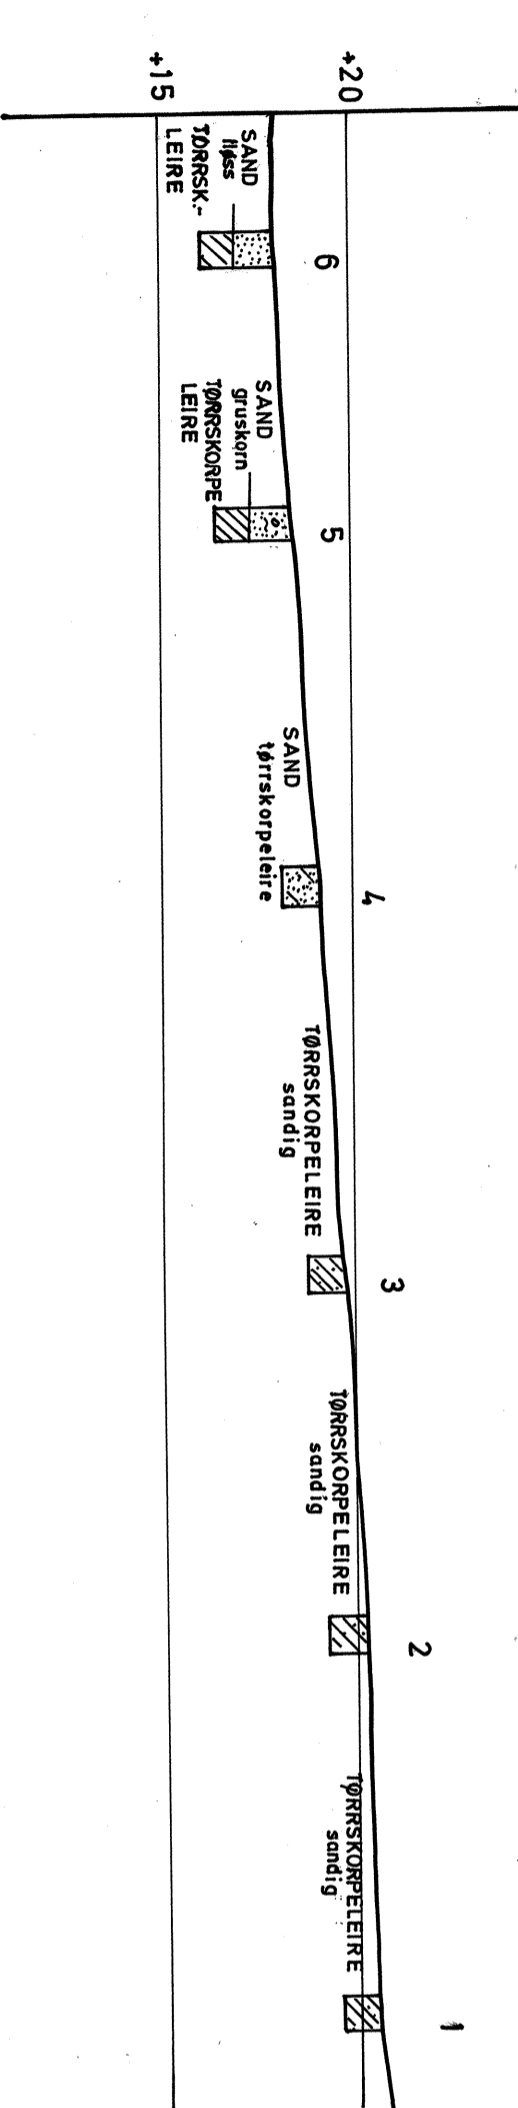 +20
+15
6
SAND
TØRRSK.-
LEIRE
5
SAND
gruskorn
TØRRSKORPE
LEIRE
4
SAND
tørrskorpeleire
3
TØRRSKORPELEIRE
sandig
2
TØRRSKORPELEIRE
sandig
1
TØRRSKORPELEIRE
sandig